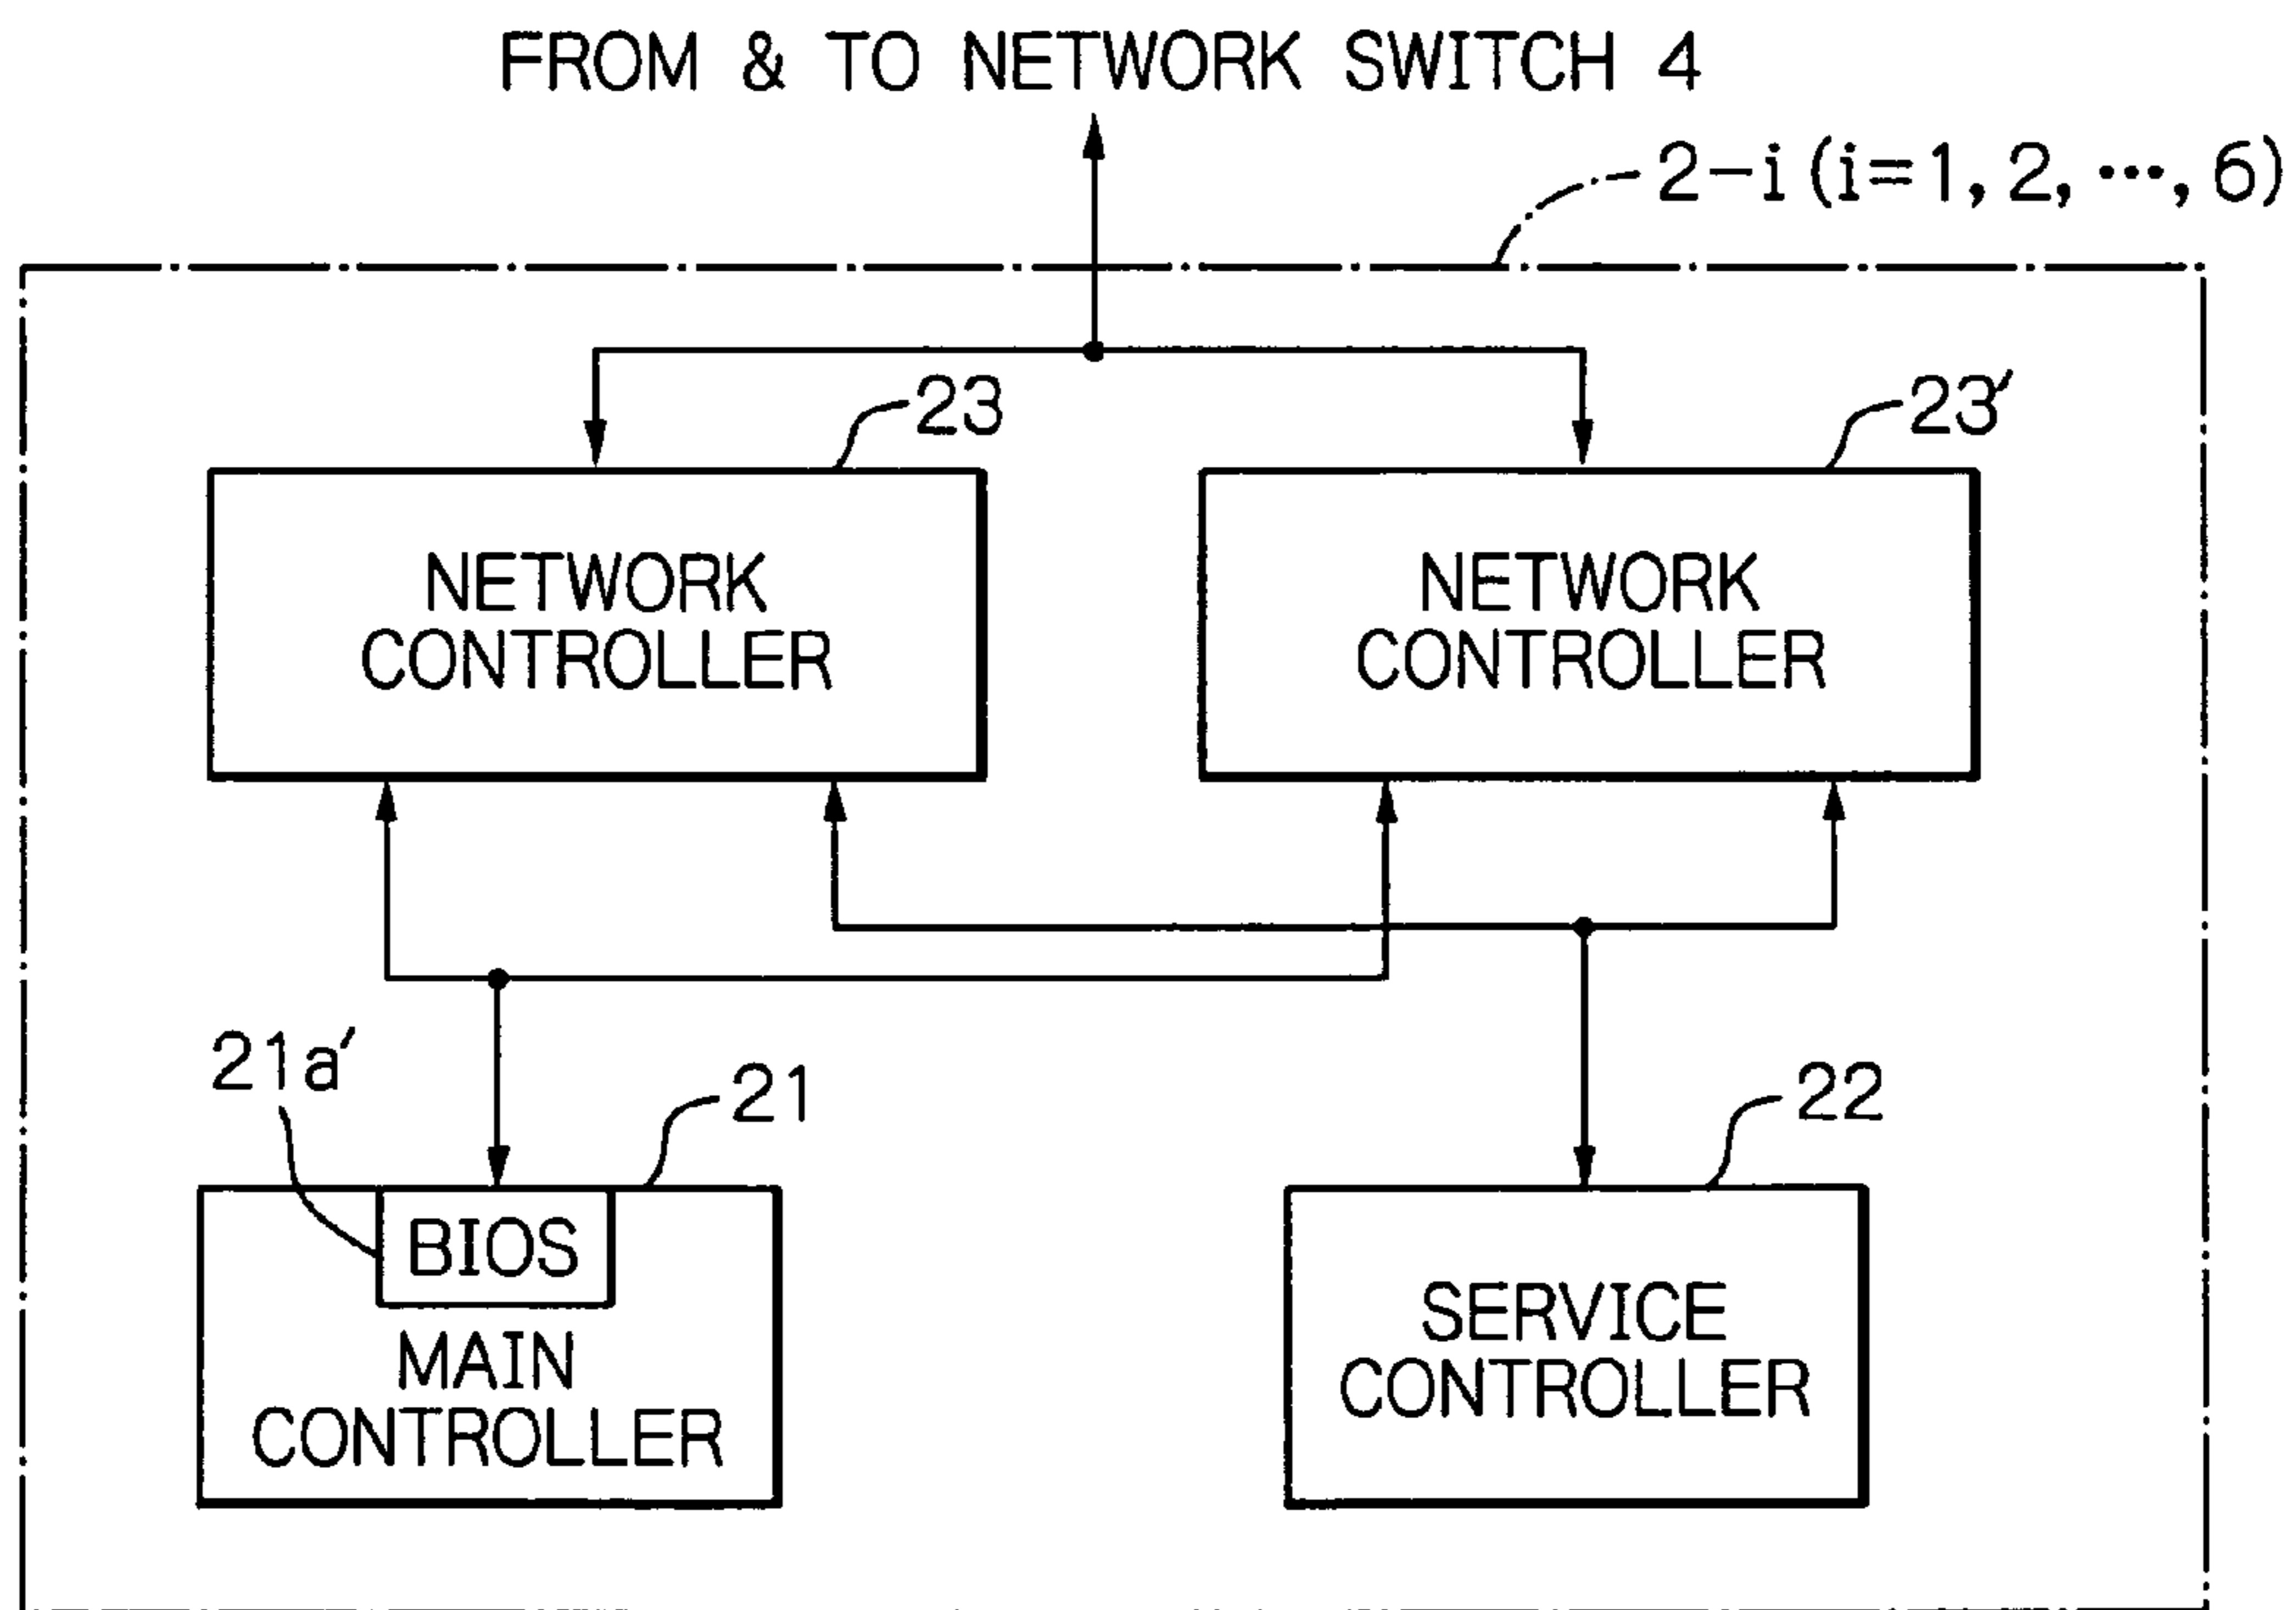 FROM & TO NETWORK SWITCH 4
2-i (i=1, 2, ···, 6)
23
23'
NETWORK
CONTROLLER
NETWORK
CONTROLLER
21a'
21
22
BIOS
MAIN
CONTROLLER
SERVICE
CONTROLLER